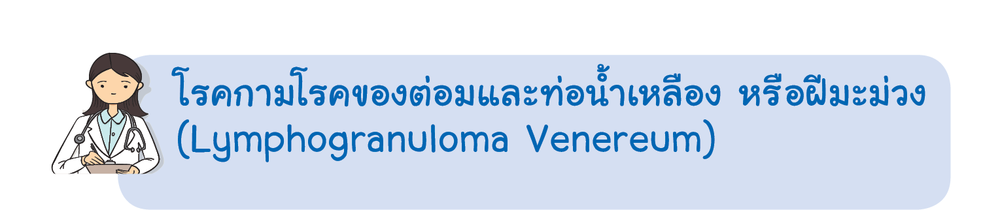 โรคกามโรคของต่อมและท่อน้ำเหลือง หรือฝีมะม่วง
(Lymphogranuloma Venereum)